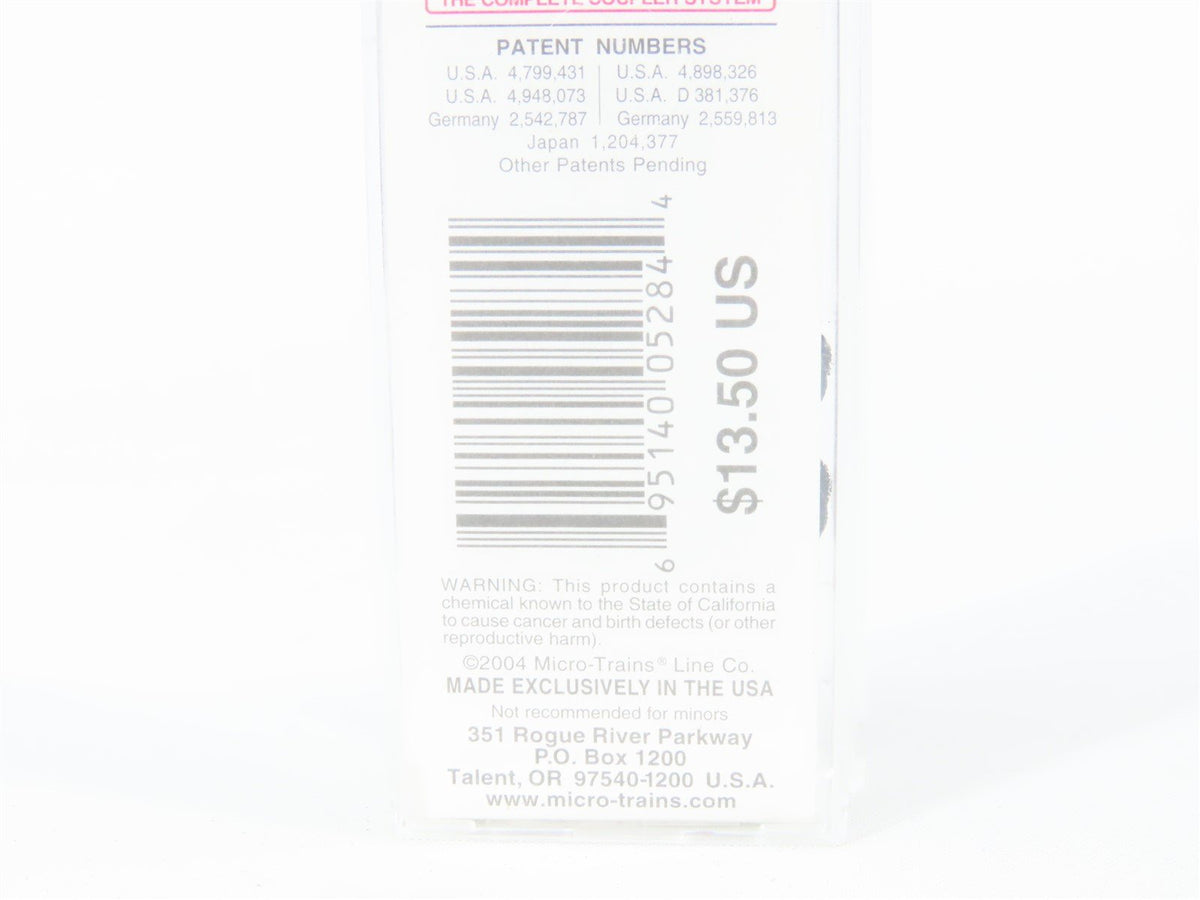 THE COMPLETE COUPLER SYSTEM
PATENT NUMBERS
U.S.A. 4,799,431 | U.S.A. 4,898,326
U.S.A. 4,948,073 | U.S.A. D 381,376
Germany 2,542,787 | Germany 2,559,813
Japan 1,204,377
Other Patents Pending
6 95140 05284 4
$13.50 US
WARNING: This product contains a
chemical known to the State of California
to cause cancer and birth defects (or other
reproductive harm).
©2004 Micro-Trains® Line Co.
MADE EXCLUSIVELY IN THE USA
Not recommended for minors
351 Rogue River Parkway
P.O. Box 1200
Talent, OR 97540-1200 U.S.A.
www.micro-trains.com